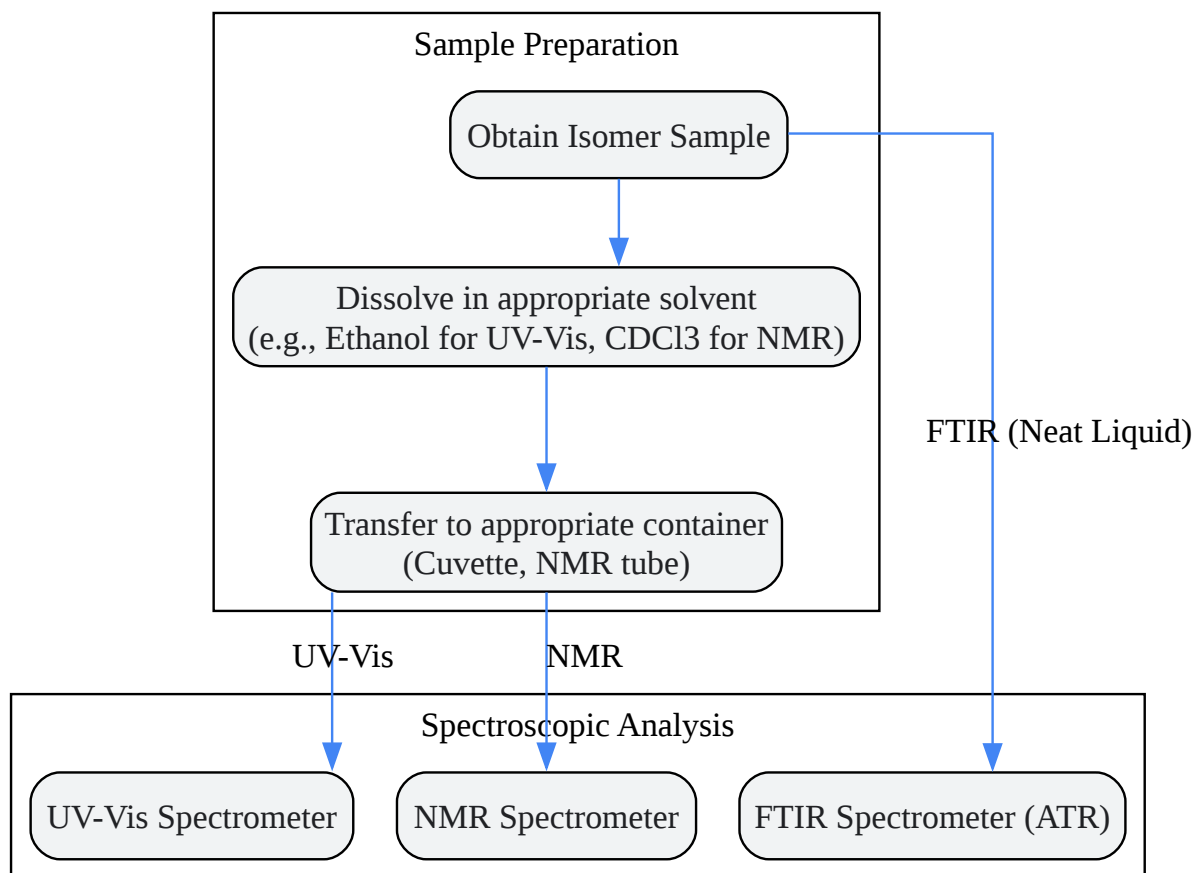 Sample Preparation
Obtain Isomer Sample
Dissolve in appropriate solvent
(e.g., Ethanol for UV-Vis, CDCl3 for NMR)
FTIR (Neat Liquid)
Transfer to appropriate container
(Cuvette, NMR tube)
UV-Vis
NMR
Spectroscopic Analysis
UV-Vis Spectrometer
NMR Spectrometer
FTIR Spectrometer (ATR)